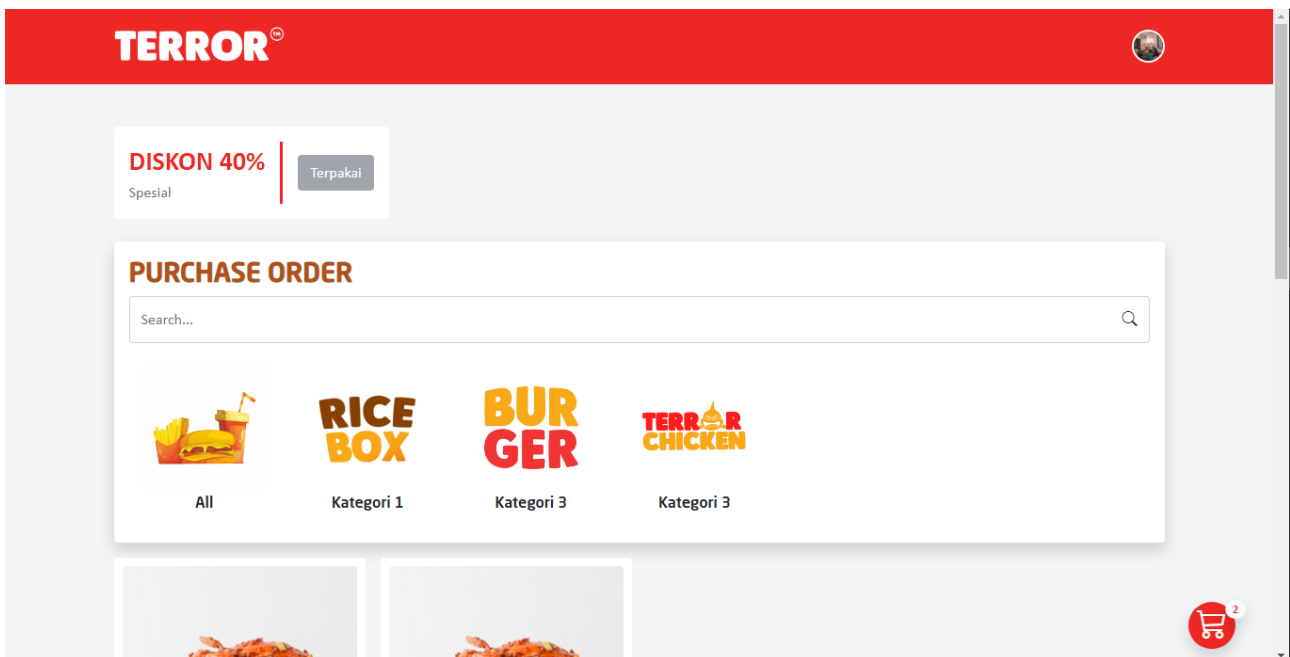 TERROR™
DISKON 40%
Spesial
Terpakai
PURCHASE ORDER
Search...
RICE
BOX
BUR
GER
TERROR
CHICKEN
All
Kategori 1
Kategori 3
Kategori 3
2